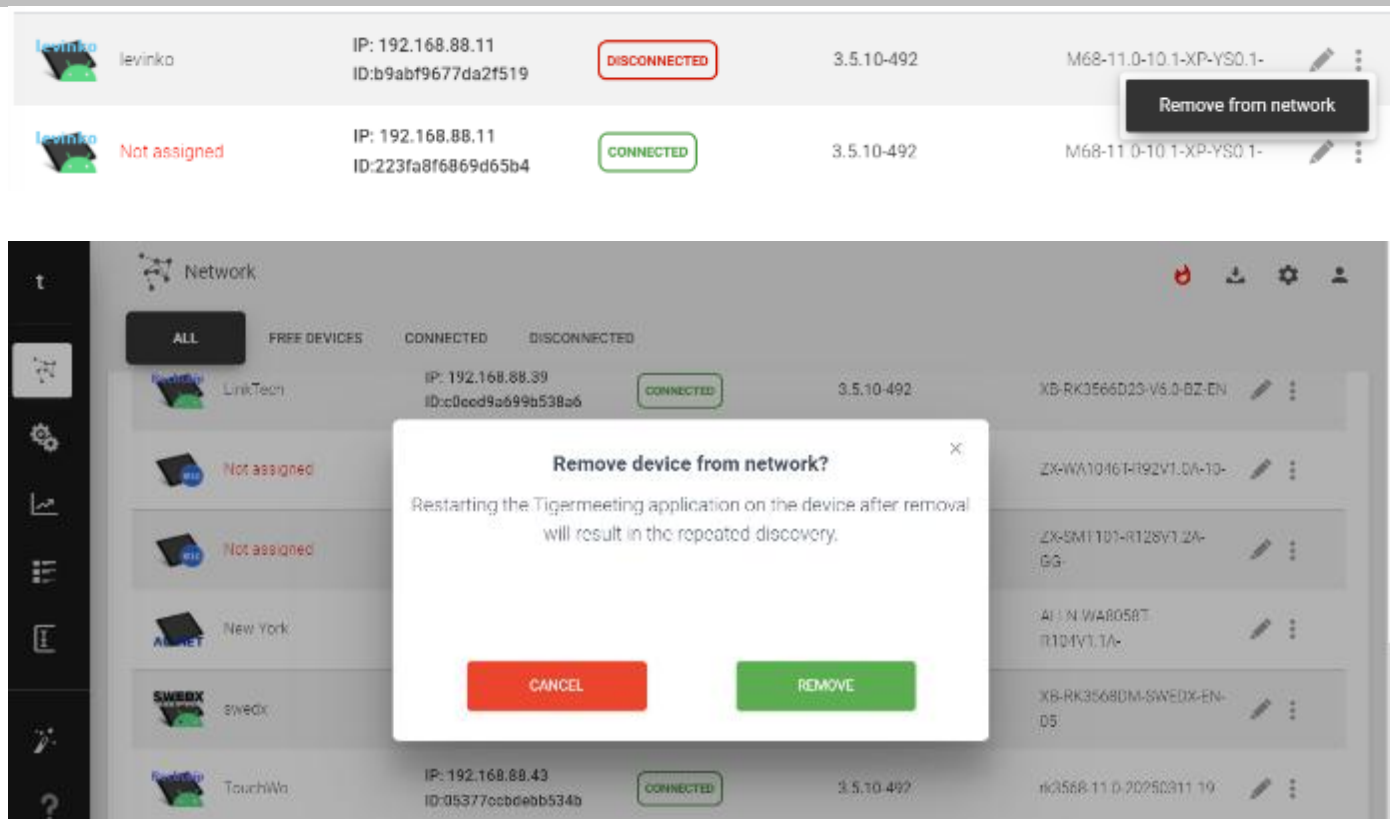 levinko
levinko
IP: 192.168.88.11
ID:b9abf9677da2f519
DISCONNECTED
3.5.10-492
M68-11.0-10.1-XP-YS0.1-
Remove from network
levinko
Not assigned
IP: 192.168.88.11
ID:223fa8f6869d65b4
CONNECTED
3.5.10-492
M68-11.0-10.1-XP-YS0.1-
t
Network
ALL
FREE DEVICES
CONNECTED
DISCONNECTED
LinkTech
IP: 192.168.88.39
ID:c0eed9a699b538a6
CONNECTED
3.5.10-492
XB-RK3566D23-V6.0-BZ-EN
Remove device from network?
Restarting the Tigermeeting application on the device after removal
will result in the repeated discovery.
CANCEL
REMOVE
Not assigned
ZX-WA1046T-R92V1.0A-10-
Not assigned
ZX-SMT101-R128V1.2A-
GG-
New York
R104V1.1A-
SWEDX
swedx
XB-RK3568DM-SWEDX-EN-
05
TouchWo
IP: 192.168.88.43
ID:05377ccbdebb534b
CONNECTED
3.5.10-492
rk3568-11.0-20250311.19
?